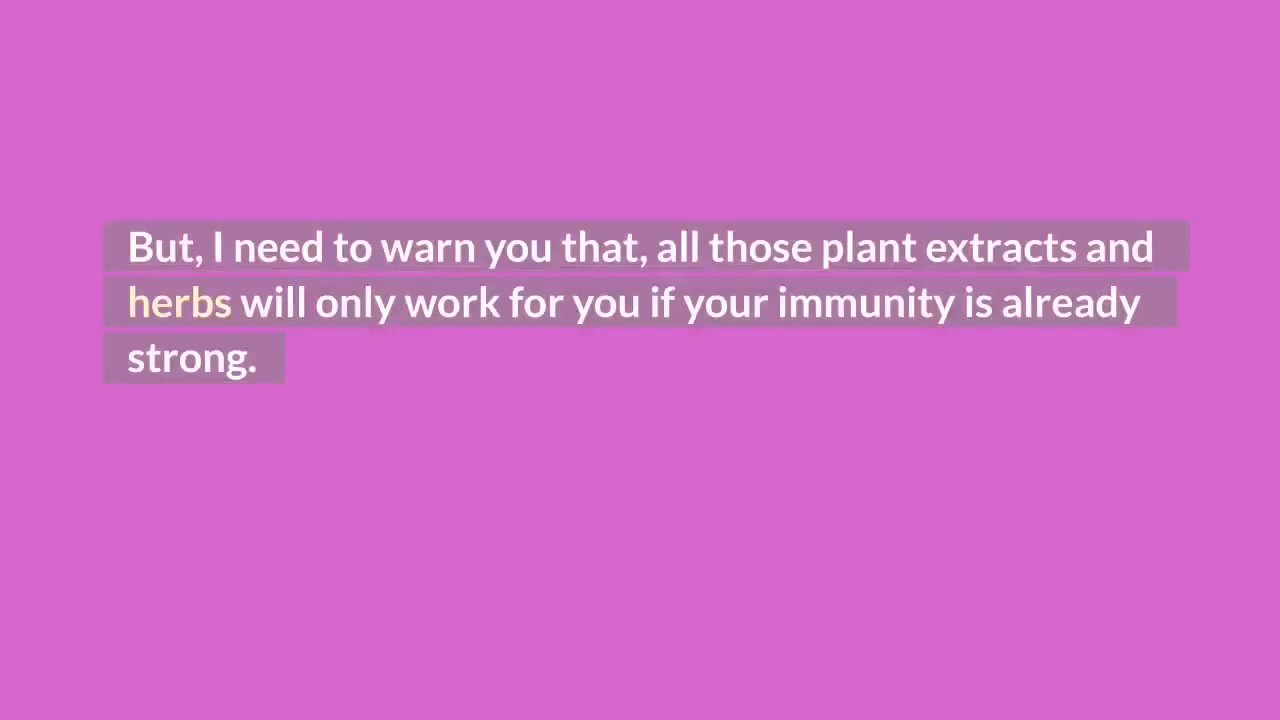 But, I need to warn you that, all those plant extracts and
herbs will only work for you if your immunity is already
strong.